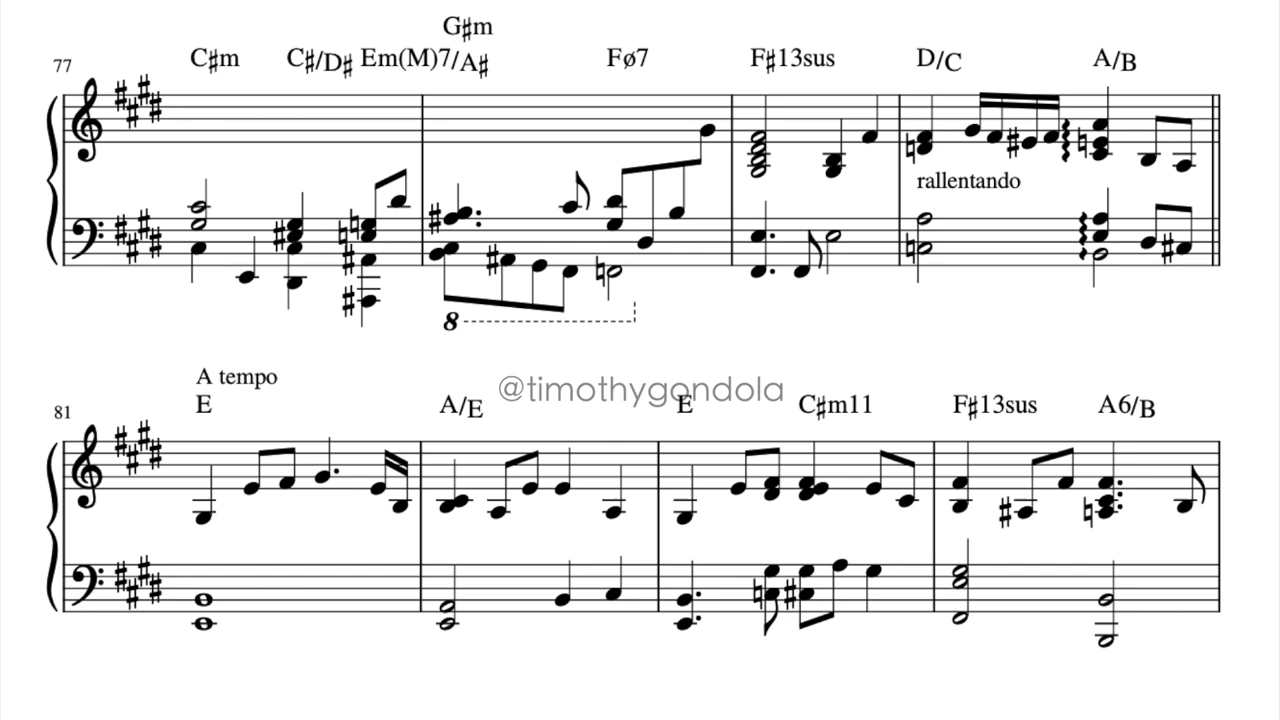 G♯m
77 C♯m C♯/D♯ Em(M)7/A♯ Fø7 F♯13sus D/C A/B
rallentando
8
A tempo
@timothygondola
81 E A/E E C♯m11 F♯13sus A6/B